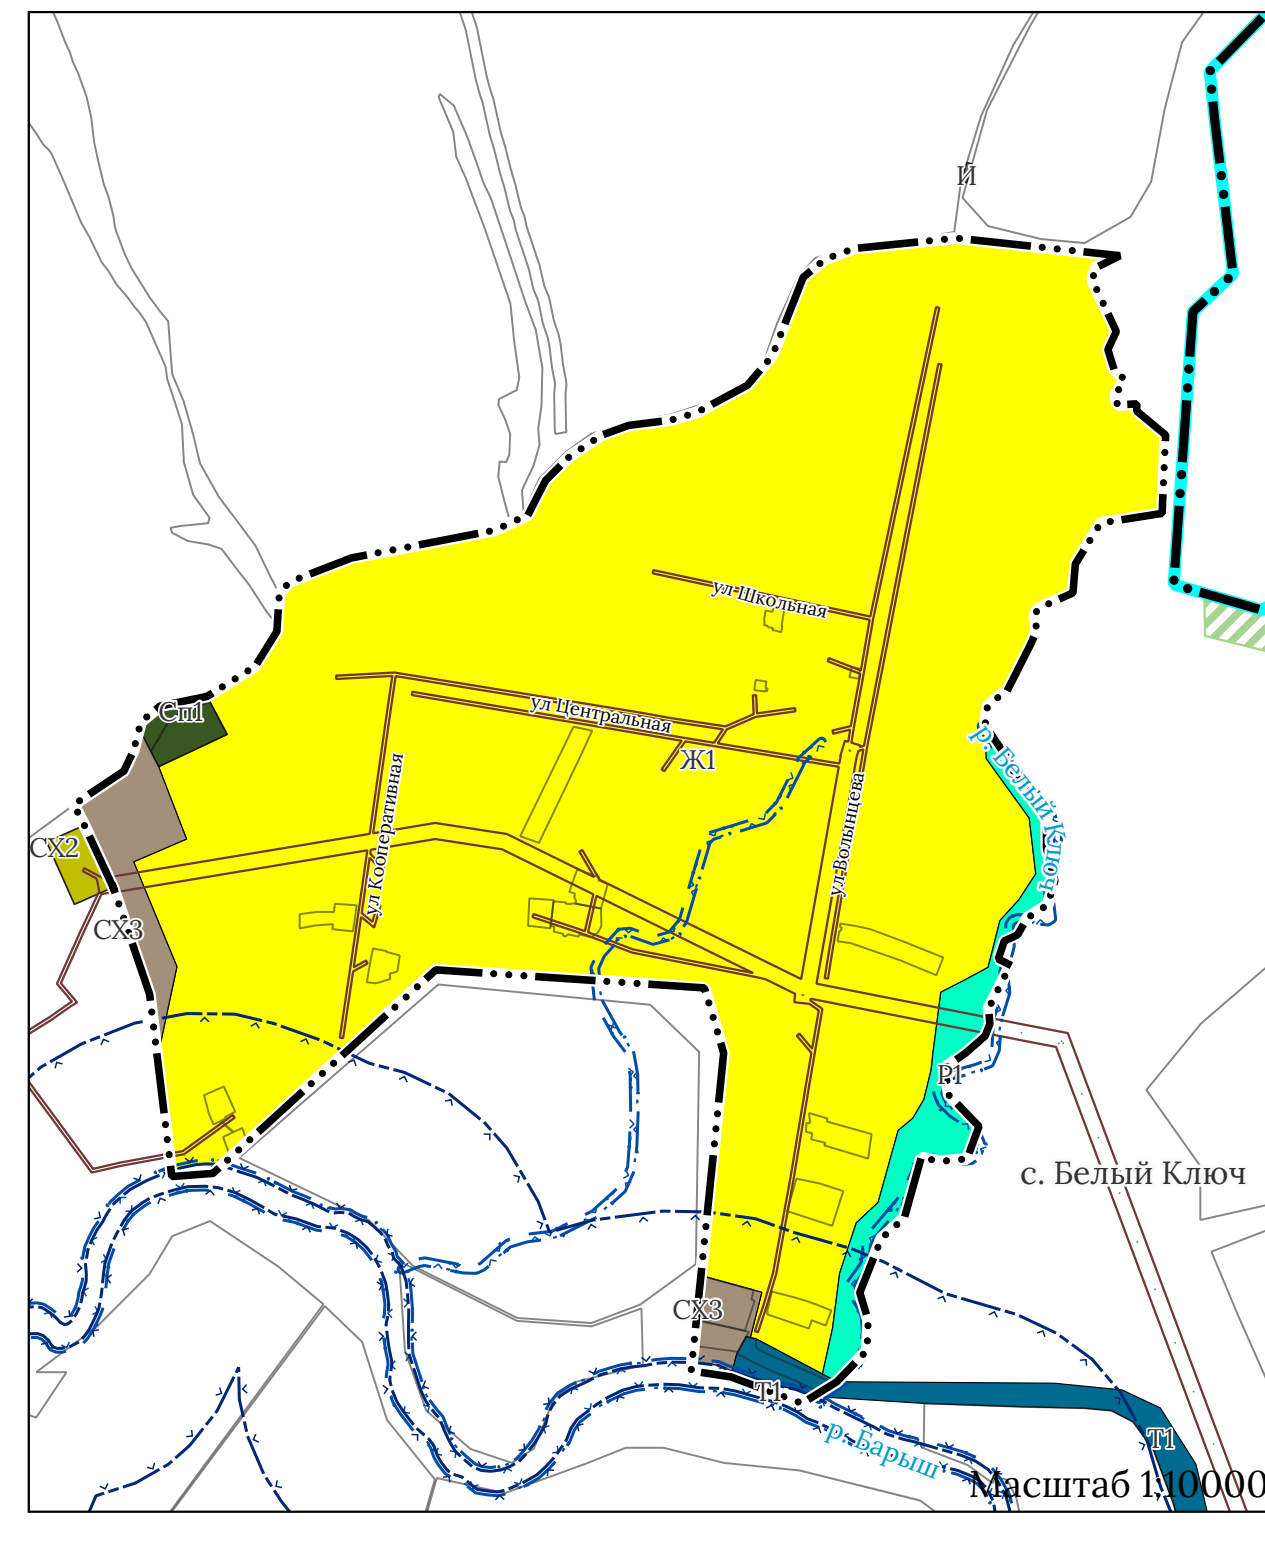 Й
ул Школьная
Сп1
ул Центральная
р. Белый Ключ
Ж1
ул Кооперативная
ул Волынцева
СХ2
СХ3
Р1
с. Белый Ключ
СХ3
Т1
р. Барыш
Т1
Масштаб 1:10000